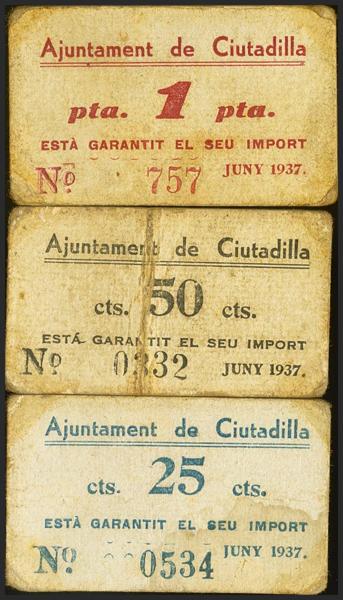 Ajuntament de Ciutadilla
pta. 1 pta.
ESTÀ GARANTIT EL SEU IMPORT
Nº 757 JUNY 1937.
Ajuntament de Ciutadilla
cts. 50 cts.
ESTÁ GARANTIT EL SEU IMPORT
Nº 0332 JUNY 1937.
Ajuntament de Ciutadilla
cts. 25 cts.
ESTÀ GARANTIT EL SEU IMPORT
Nº 0534 JUNY 1937.